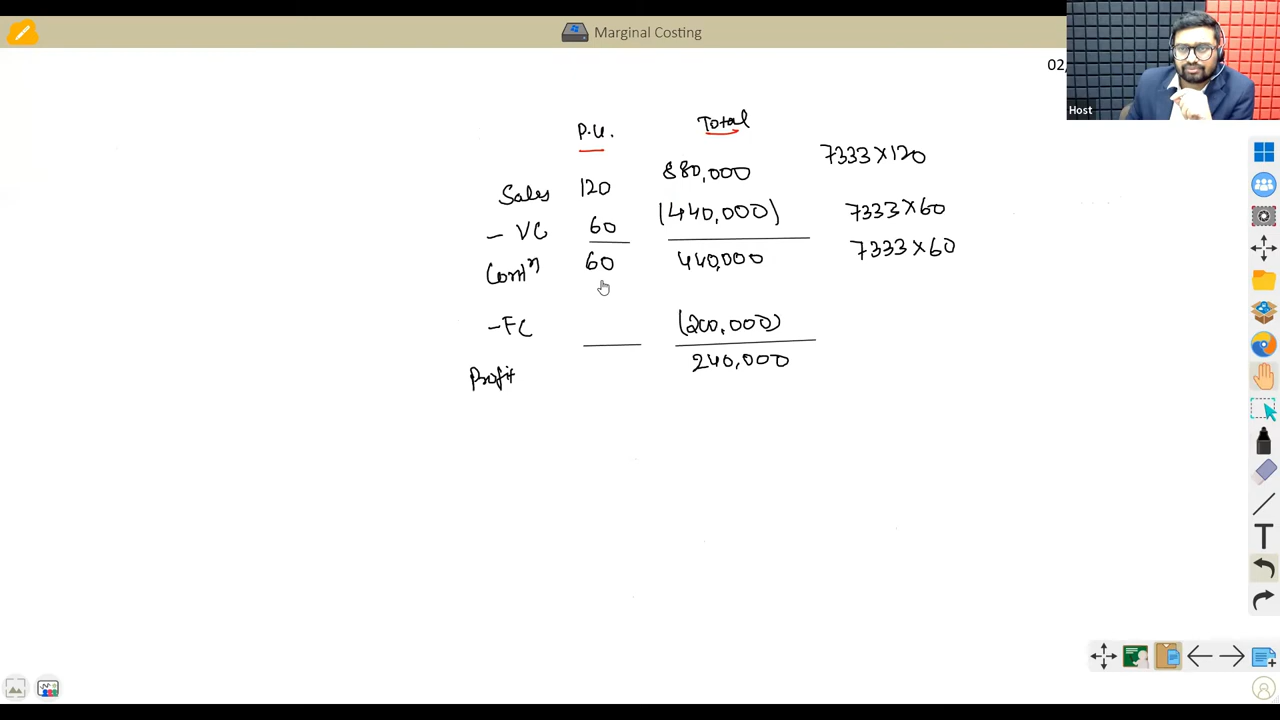 Marginal Costing
02/
Host
P.U. Total
Sales 120 880,000 7333×120
- VC 60 (440,000) 7333×60
Contⁿ 60 440,000 7333×60
-FC (200,000)
Profit 240,000
T